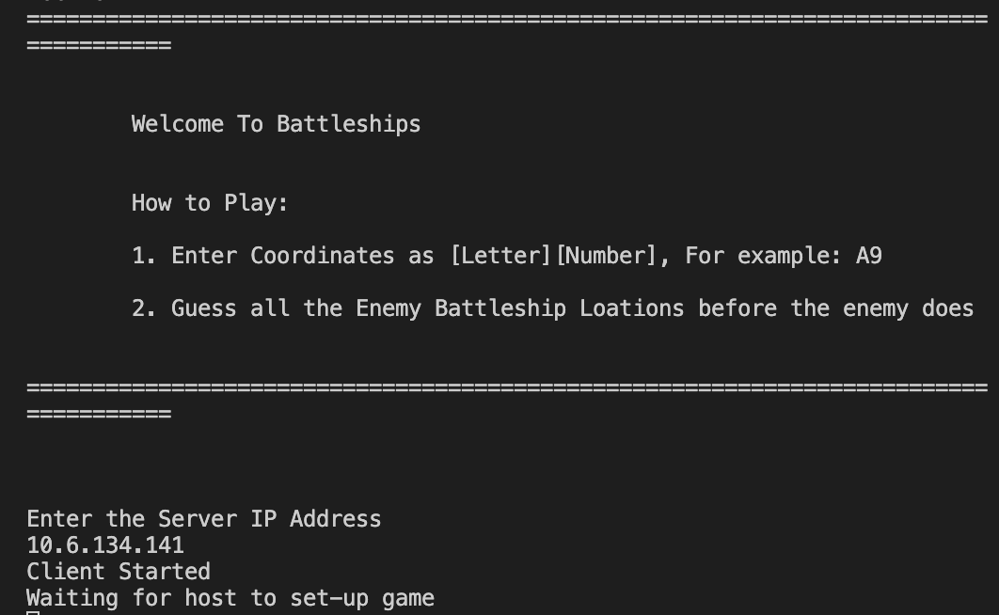 =========================================================================
===========
Welcome To Battleships
How to Play:
1. Enter Coordinates as [Letter][Number], For example: A9
2. Guess all the Enemy Battleship Loations before the enemy does
=========================================================================
===========
Enter the Server IP Address
10.6.134.141
Client Started
Waiting for host to set-up game